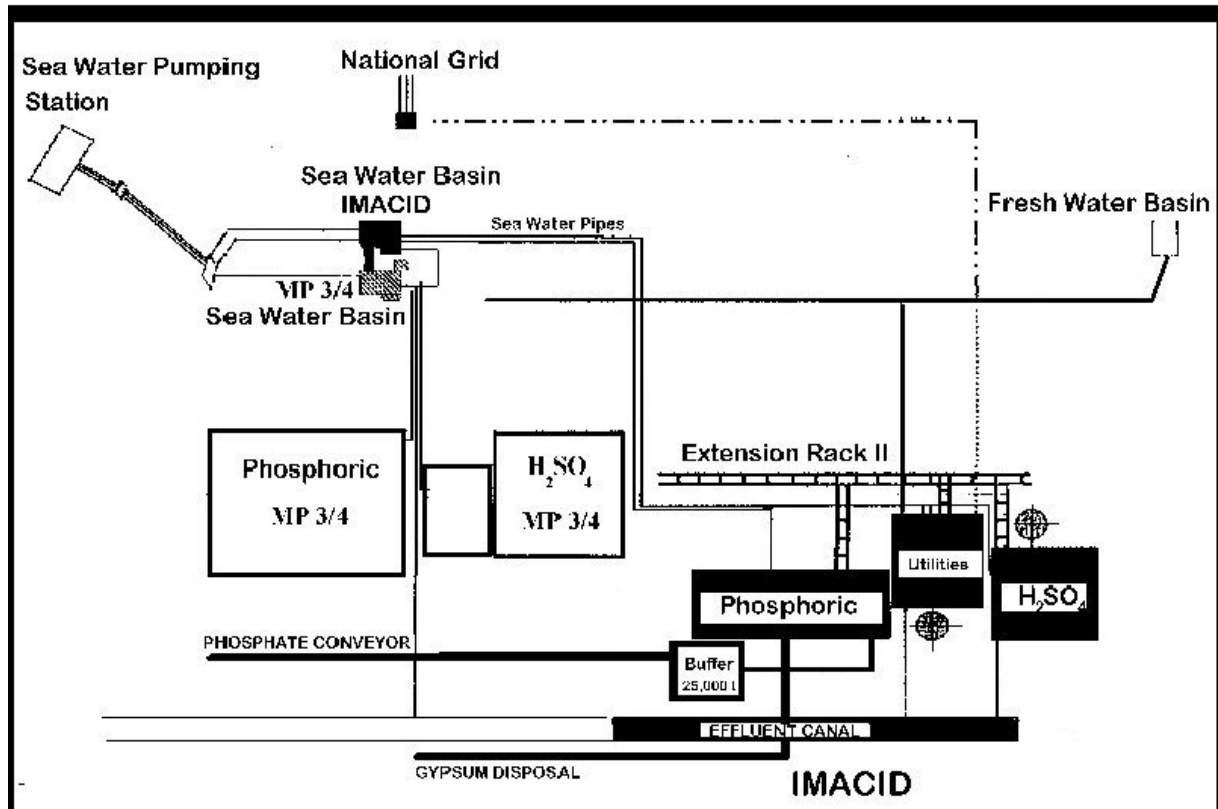 National Grid
Sea Water Pumping
Station
Sea Water Basin
IMACID
Sea Water Pipes
Fresh Water Basin
MP 3/4
Sea Water Basin
Phosphoric
MP 3/4
H2SO4
MP 3/4
Extension Rack II
Utilities
H2SO4
Phosphoric
PHOSPHATE CONVEYOR
Buffer
25,000 t
EFFLUENT CANAL
GYPSUM DISPOSAL
IMACID